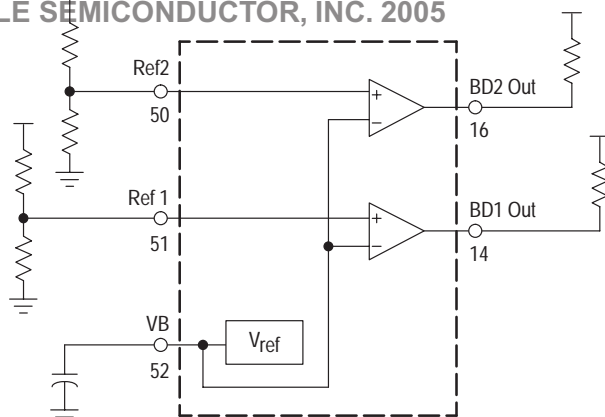 LE SEMICONDUCTOR, INC. 2005
Ref2
50
+
−
BD2 Out
16
Ref 1
51
+
−
BD1 Out
14
VB
52
Vref